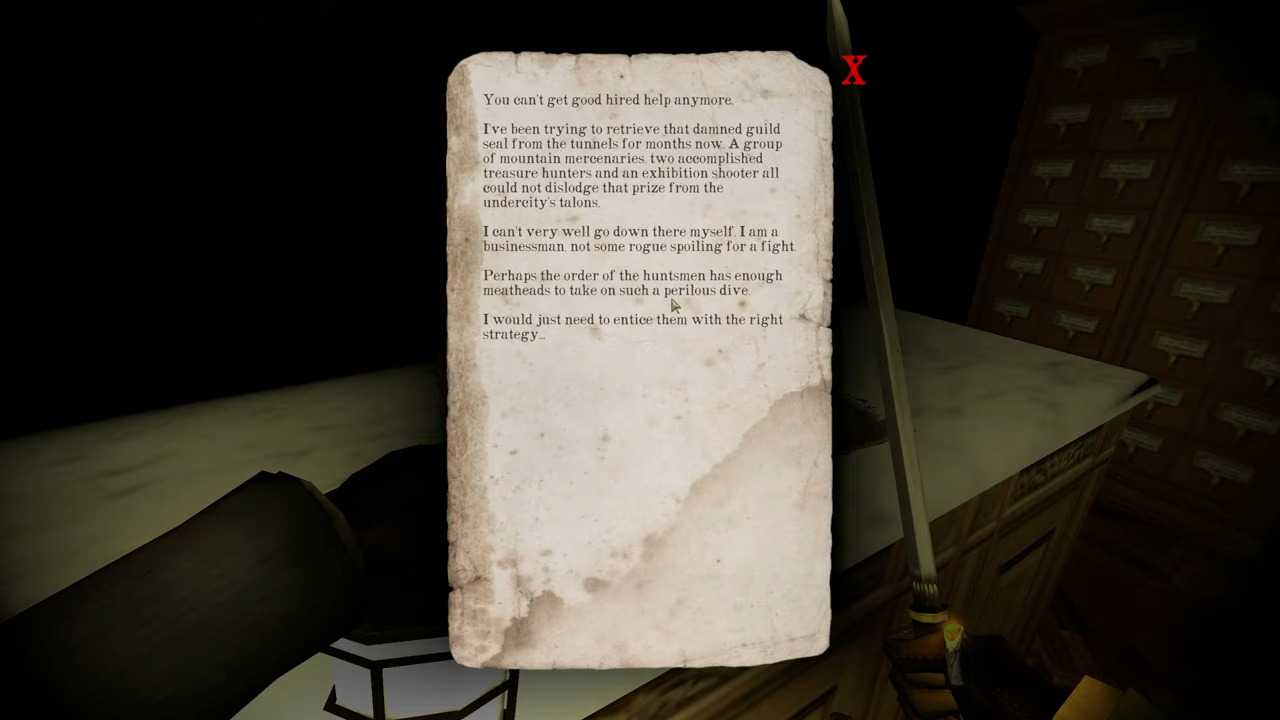 You can't get good hired help anymore.
I've been trying to retrieve that damned guild
seal from the tunnels for months now. A group
of mountain mercenaries, two accomplished
treasure hunters and an exhibition shooter all
could not dislodge that prize from the
undercity's talons.
I can't very well go down there myself. I am a
businessman, not some rogue spoiling for a fight.
Perhaps the order of the huntsmen has enough
meatheads to take on such a perilous dive.
I would just need to entice them with the right
strategy...
X